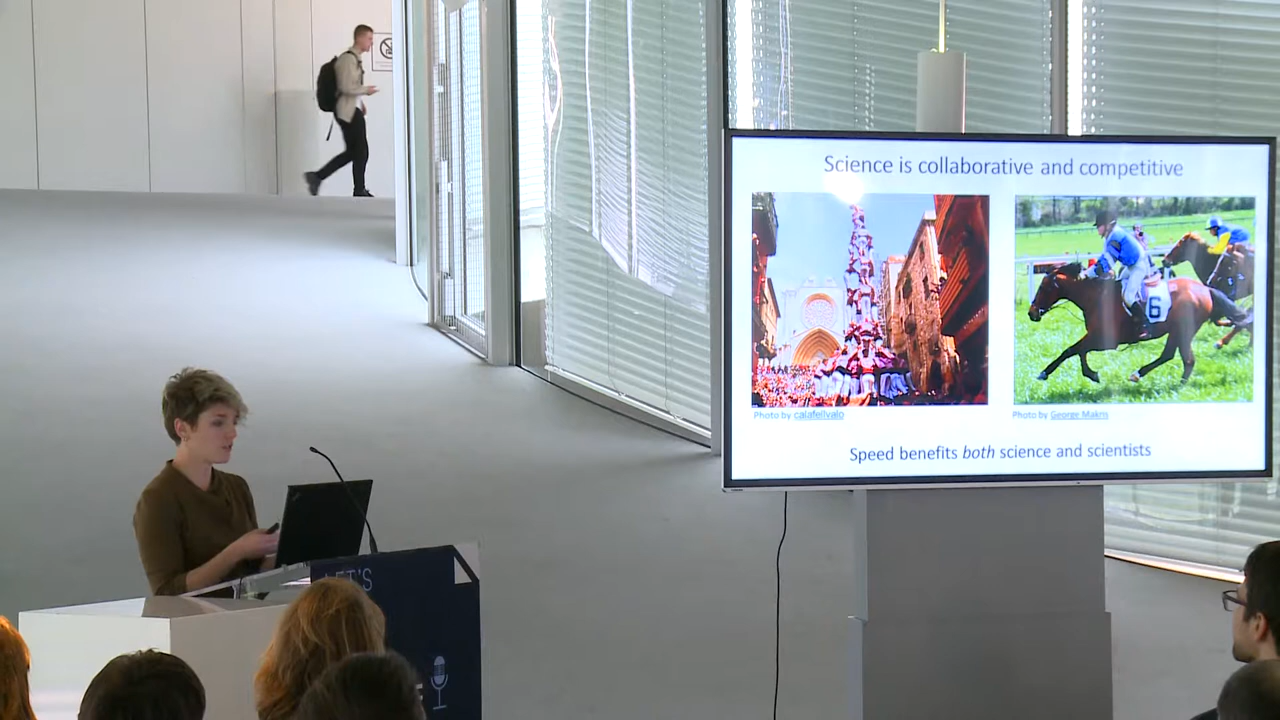 Science is collaborative and competitive
Photo by calafellvalo
Photo by George Makris
6
Speed benefits both science and scientists
LET'S